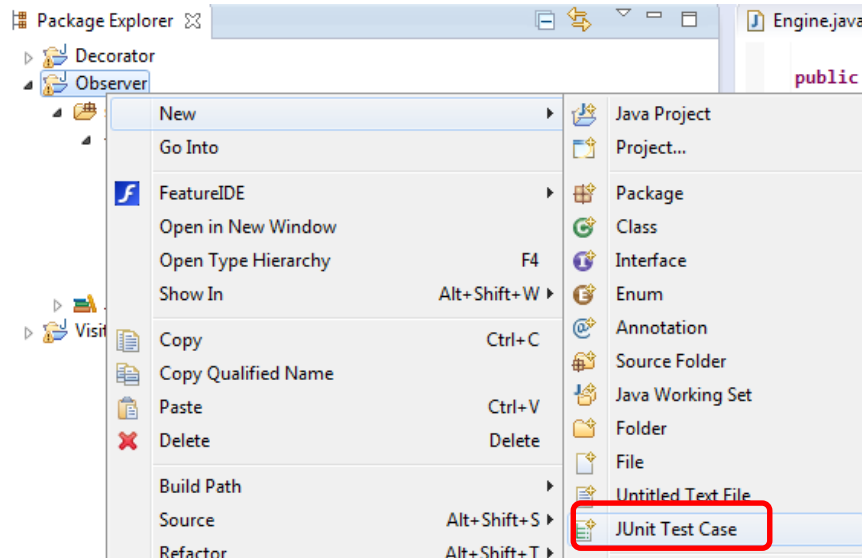 Package Explorer
Engine.java
Decorator
Observer
public
New
Go Into
FeatureIDE
Open in New Window
Open Type Hierarchy F4
Show In Alt+Shift+W
Copy Ctrl+C
Copy Qualified Name
Paste Ctrl+V
Delete Delete
Build Path
Source Alt+Shift+S
Refactor Alt+Shift+T
Visit
Java Project
Project...
Package
Class
Interface
Enum
Annotation
Source Folder
Java Working Set
Folder
File
Untitled Text File
JUnit Test Case